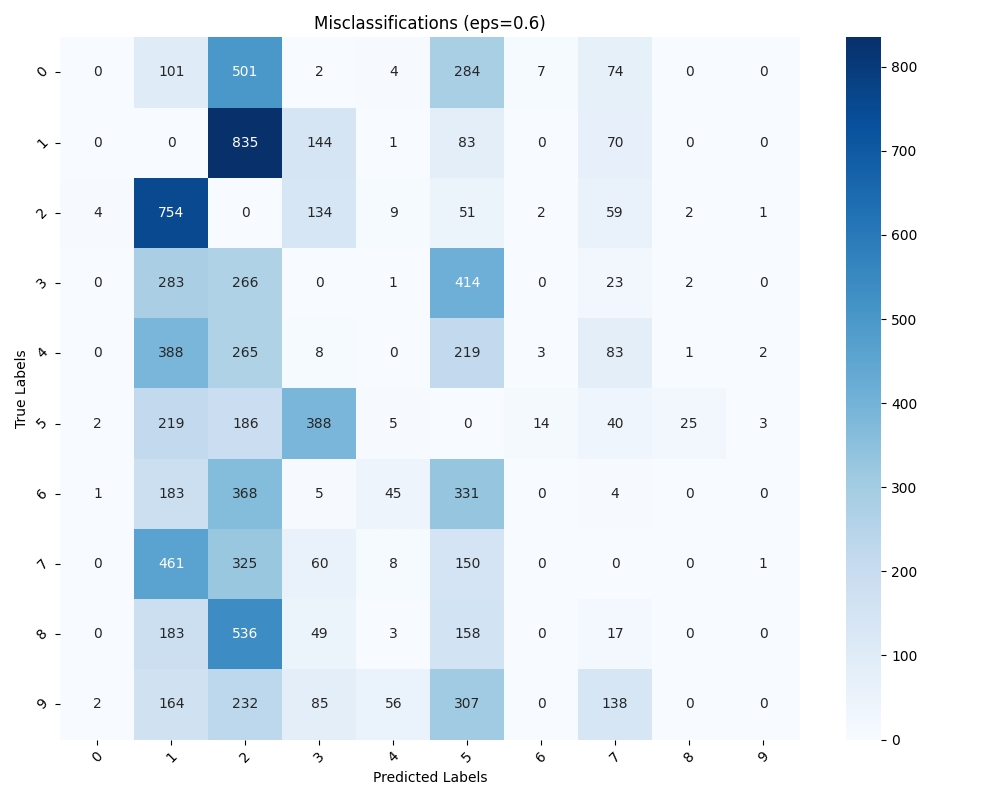 Misclassifications (eps=0.6)
True Labels
0 0 101 501 2 4 284 7 74 0 0
1 0 0 835 144 1 83 0 70 0 0
2 4 754 0 134 9 51 2 59 2 1
3 0 283 266 0 1 414 0 23 2 0
4 0 388 265 8 0 219 3 83 1 2
5 2 219 186 388 5 0 14 40 25 3
6 1 183 368 5 45 331 0 4 0 0
7 0 461 325 60 8 150 0 0 0 1
8 0 183 536 49 3 158 0 17 0 0
9 2 164 232 85 56 307 0 138 0 0
0 1 2 3 4 5 6 7 8 9
Predicted Labels
800
700
600
500
400
300
200
100
0